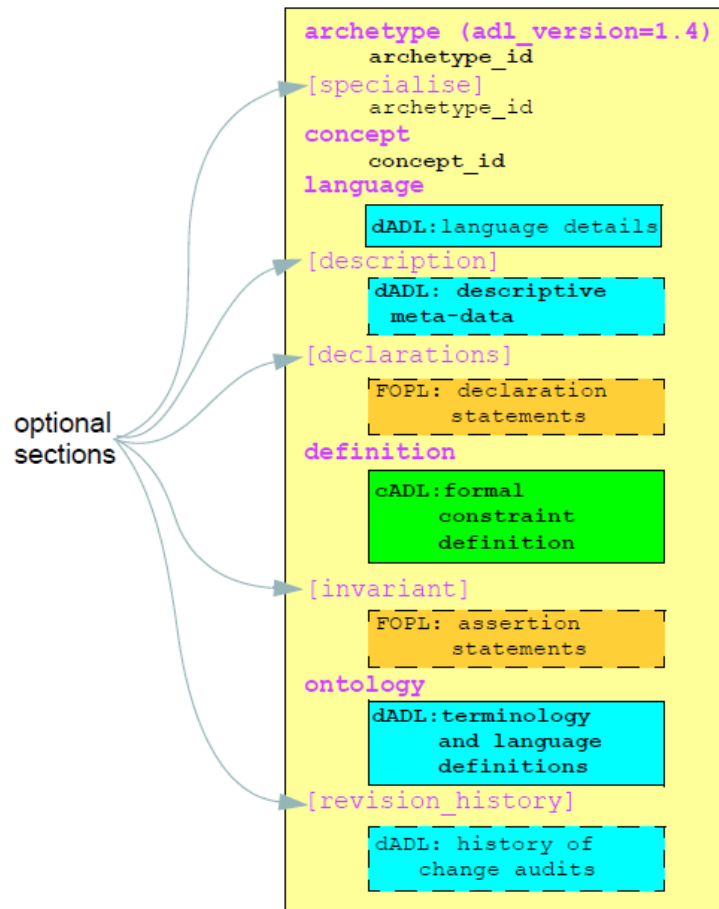 archetype (adl_version=1.4)
archetype_id
[specialise]
archetype_id
concept
concept_id
language
dADL:language details
[description]
dADL: descriptive
meta-data
[declarations]
FOPL: declaration
statements
optional
sections
definition
cADL:formal
constraint
definition
[invariant]
FOPL: assertion
statements
ontology
dADL:terminology
and language
definitions
[revision_history]
dADL: history of
change audits